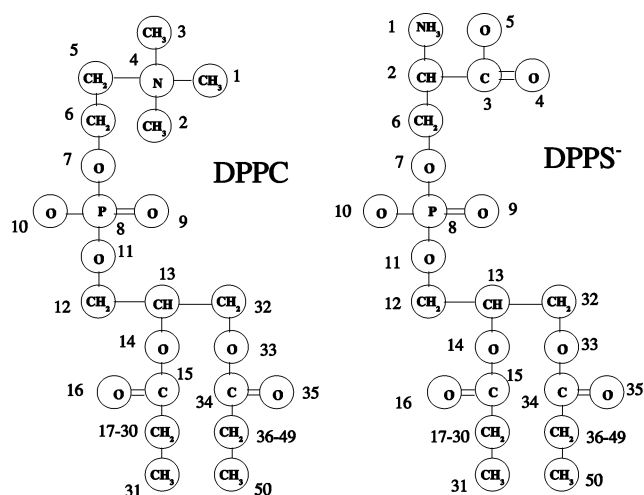 3 1 5
CH₃ NH₃ O
5 4 2
CH₂ N CH₃ 1 CH C O
6 CH₃ 2 3 4
CH₂ 6 CH₂
7 O DPPC 7 O DPPS⁻
10 O P O 9 10 O P O 9
8 8
11 11
O O
13 13
12 CH₂ CH CH₂ 32 12 CH₂ CH CH₂ 32
14 O O 33 14 O O 33
15 15
16 O C 34 C O 35 16 O C 34 C O 35
17-30 CH₂ CH₂ 36-49 17-30 CH₂ CH₂ 36-49
CH₃ CH₃ CH₃ CH₃
31 50 31 50